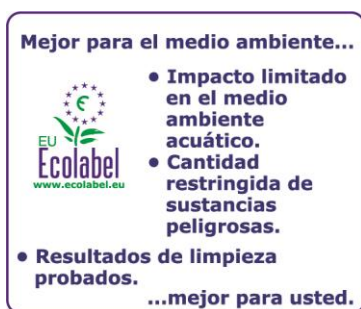 Mejor para el medio ambiente...
• Impacto limitado
en el medio
ambiente
acuático.
• Cantidad
restringida de
sustancias
peligrosas.
€
EU
Ecolabel
www.ecolabel.eu
• Resultados de limpieza
probados.
...mejor para usted.